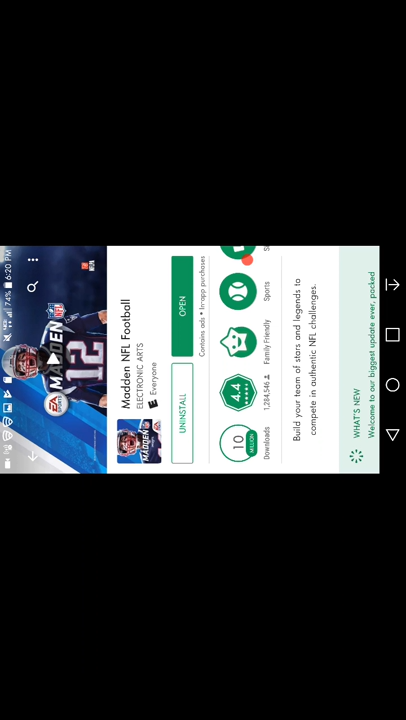 74% 6:20 PM
MADDEN
NFL
12
EA
SPORTS
Madden NFL Football
ELECTRONIC ARTS
E Everyone
MADDEN
UNINSTALL
OPEN
Contains ads • In-app purchases
10
MILLION
Downloads
4.4
1,284,546
Family Friendly
Sports
Build your team of stars and legends to
compete in authentic NFL challenges.
WHAT'S NEW
Welcome to our biggest update ever, packed